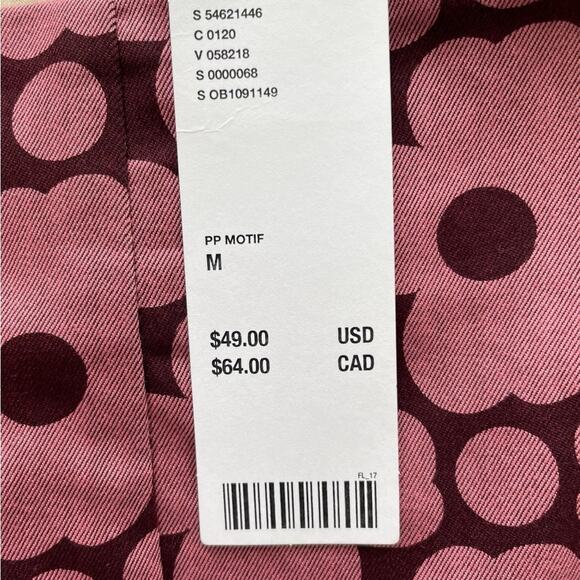 S 54621446
C 0120
V 058218
S 0000068
S OB1091149
PP MOTIF
M
$49.00 USD
$64.00 CAD
FL_17